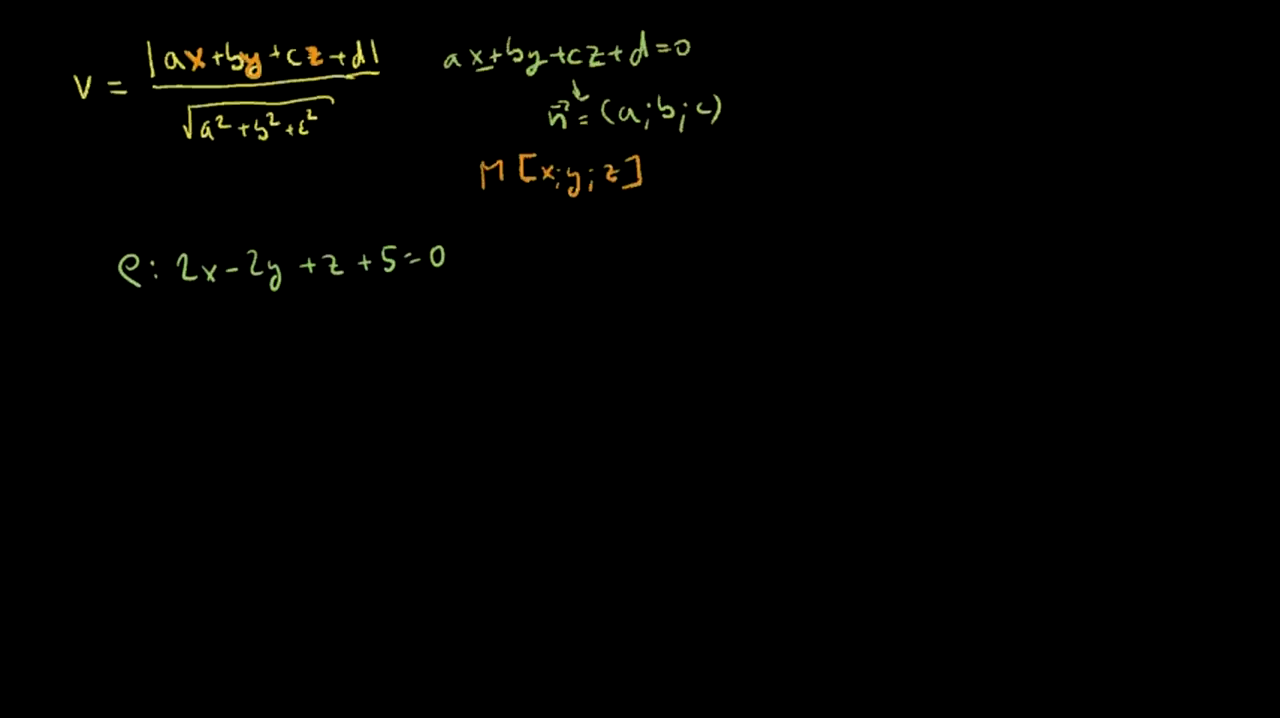 v = |ax+by+cz+d| / √a²+b²+c²
ax+by+cz+d=0
↓
n⃗ = (a;b;c)
M[x;y;z]
ρ: 2x-2y+z+5=0